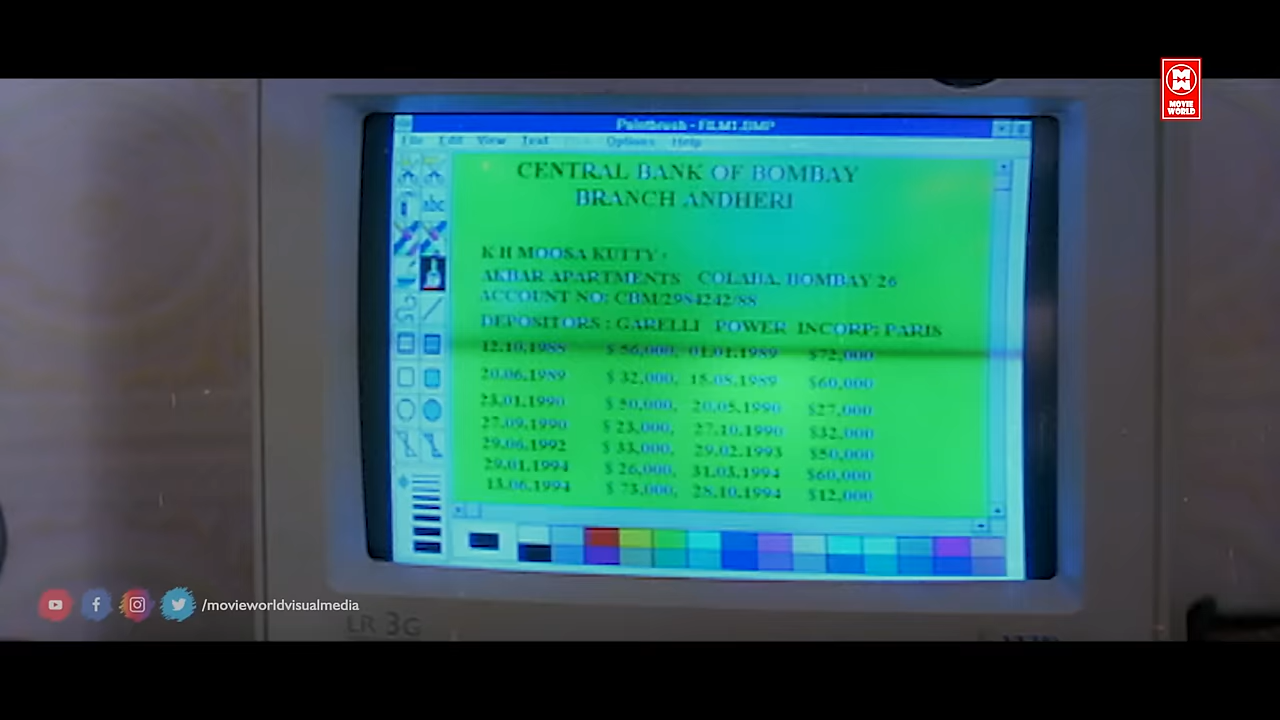 MOVIE
WORLD
Paintbrush - FILM1.BMP
File Edit View Text Options Help
abc
CENTRAL BANK OF BOMBAY
BRANCH ANDHERI
K H MOOSA KUTTY
AKBAR APARTMENTS COLABA, BOMBAY 26
ACCOUNT NO: CBM/2984242/88
DEPOSITORS : GARELLI POWER INCORP: PARIS
12.10.1988 $ 56,000, 01.01.1989 $72,000
20.06.1989 $ 32,000, 15.08.1989 $60,000
23.01.1990 $ 50,000, 20.05.1990 $27,000
27.09.1990 $ 23,000, 27.10.1990 $32,000
29.06.1992 $ 33,000, 29.02.1993 $50,000
29.01.1994 $ 26,000, 31.03.1994 $60,000
13.06.1994 $ 73,000, 28.10.1994 $12,000
/movieworldvisualmedia
LR 3G